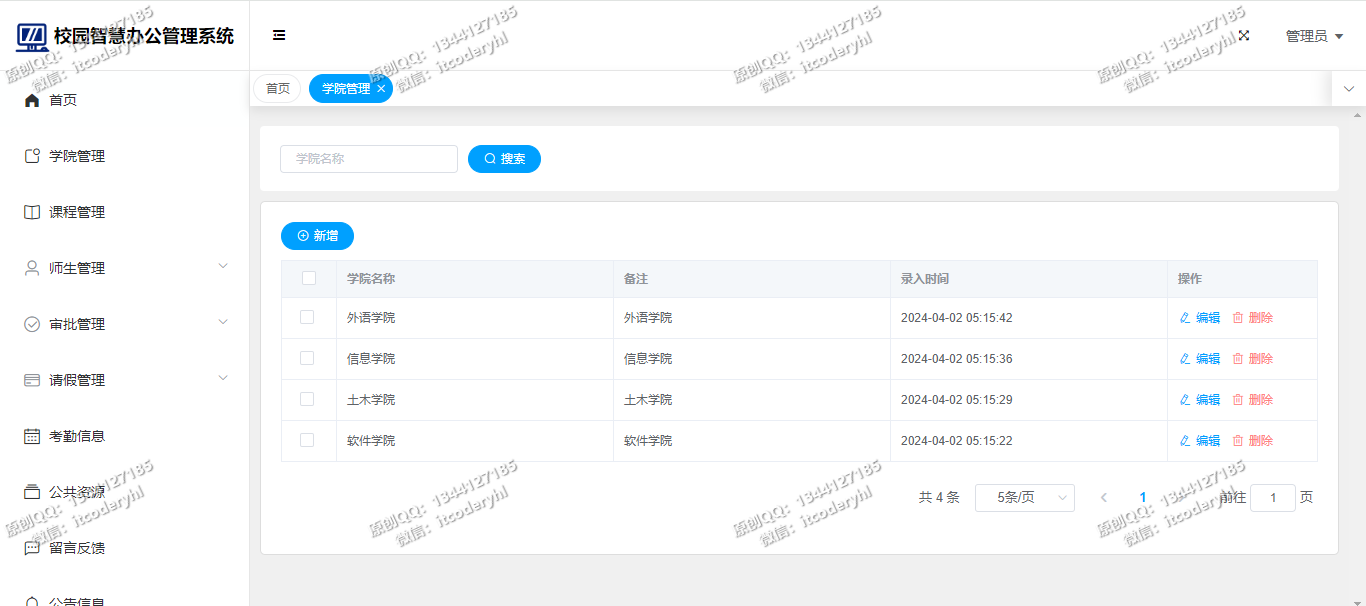 校园智慧办公管理系统
管理员
首页
学院管理
课程管理
师生管理
审批管理
请假管理
考勤信息
公共资源
留言反馈
公告信息
首页 学院管理
学院名称 搜索
新增
学院名称 备注 录入时间 操作
外语学院 外语学院 2024-04-02 05:15:42 编辑 删除
信息学院 信息学院 2024-04-02 05:15:36 编辑 删除
土木学院 土木学院 2024-04-02 05:15:29 编辑 删除
软件学院 软件学院 2024-04-02 05:15:22 编辑 删除
共 4 条 5条/页 1 前往 1 页
原创QQ：1344127185
微信：itcoderyhl
原创QQ：1344127185
微信：itcoderyhl
原创QQ：1344127185
微信：itcoderyhl
原创QQ：1344127185
微信：itcoderyhl
原创QQ：1344127185
微信：itcoderyhl
原创QQ：1344127185
微信：itcoderyhl
原创QQ：1344127185
微信：itcoderyhl
原创QQ：1344127185
微信：itcoderyhl